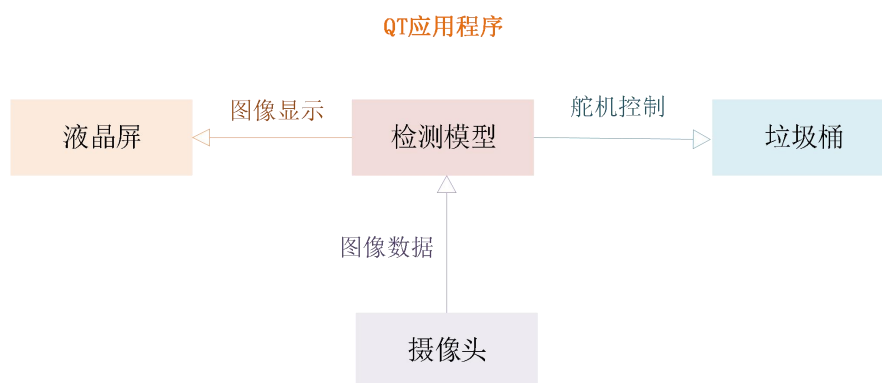 QT应用程序
图像显示
舵机控制
液晶屏
检测模型
垃圾桶
图像数据
摄像头